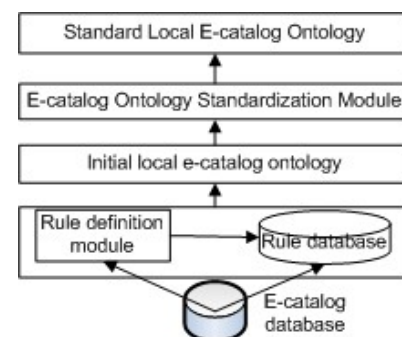 Standard Local E-catalog Ontology
E-catalog Ontology Standardization Module
Initial local e-catalog ontology
Rule definition
module
Rule database
E-catalog
database